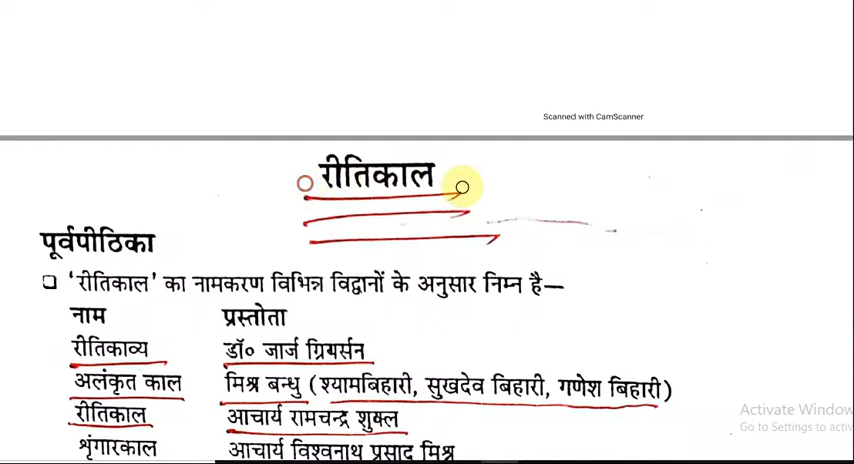 Scanned with CamScanner
रीतिकाल
पूर्वपीठिका
❑ 'रीतिकाल' का नामकरण विभिन्न विद्वानों के अनुसार निम्न है—
नाम प्रस्तोता
रीतिकाव्य डॉ० जार्ज ग्रियर्सन
अलंकृत काल मिश्र बन्धु (श्यामबिहारी, सुखदेव बिहारी, गणेश बिहारी)
रीतिकाल आचार्य रामचन्द्र शुक्ल
शृंगारकाल आचार्य विश्वनाथ प्रसाद मिश्र
Activate Window
Go to Settings to activ